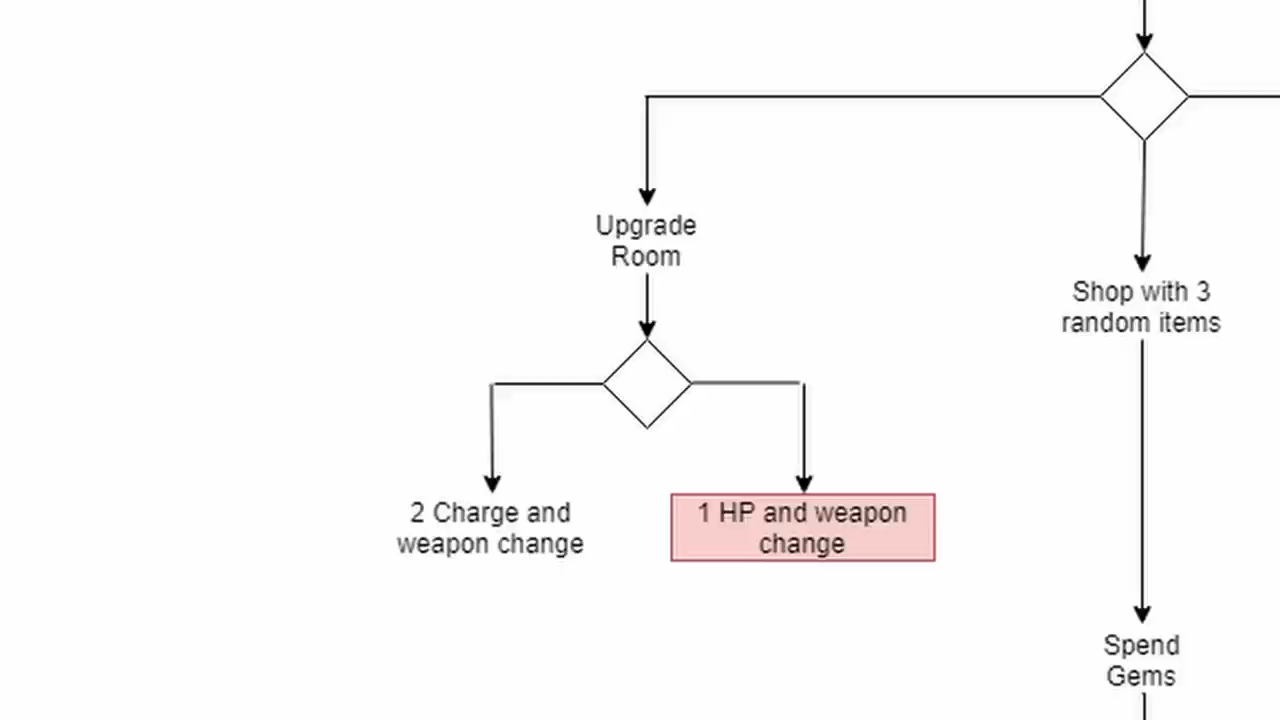 Upgrade
Room
Shop with 3
random items
2 Charge and
weapon change
1 HP and weapon
change
Spend
Gems